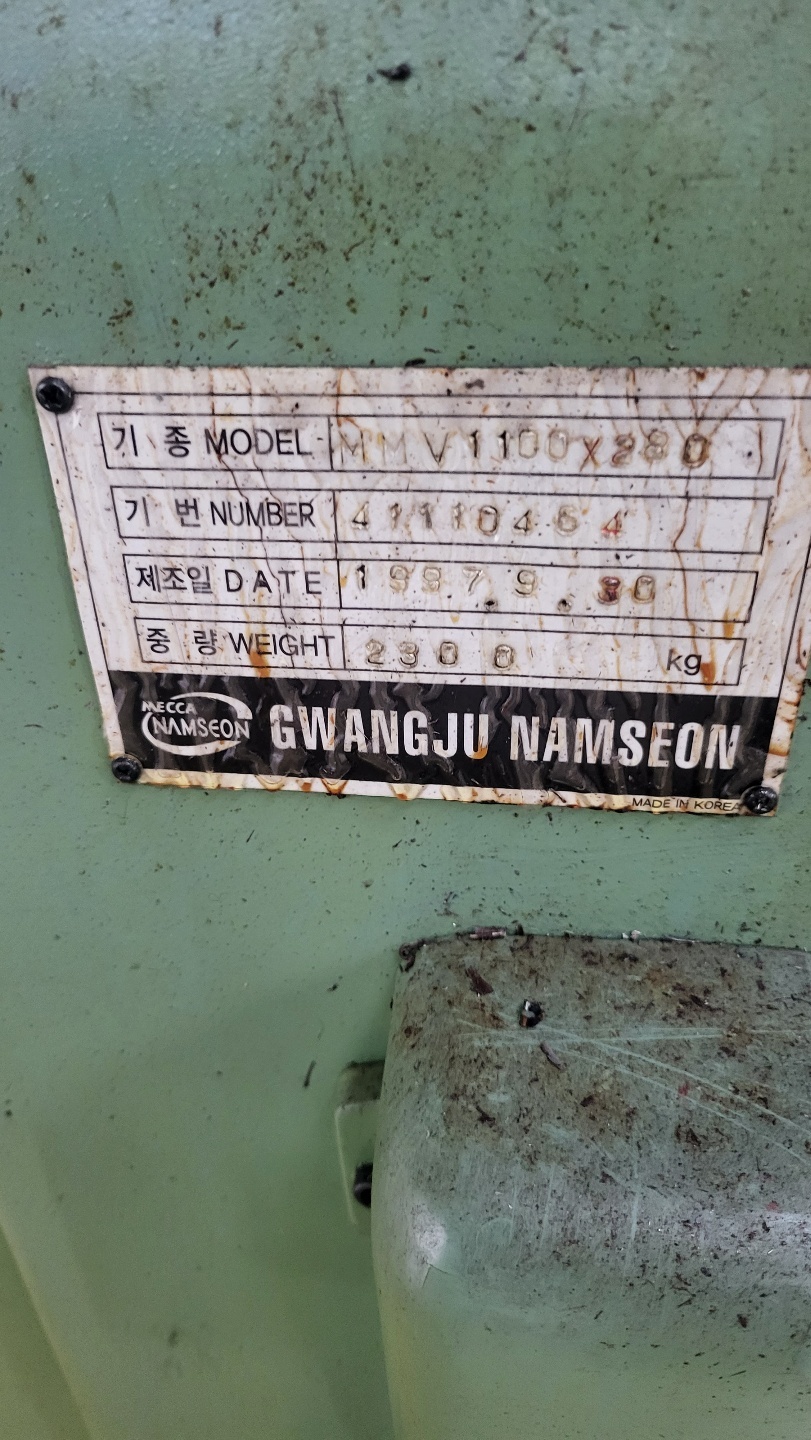 기 종 MODEL MMV1100X280
기 번 NUMBER 41110464
제조일 DATE 1997.9.30
중 량 WEIGHT 2300 kg
MECCA
NAMSEON
GWANGJU NAMSEON
MADE IN KOREA